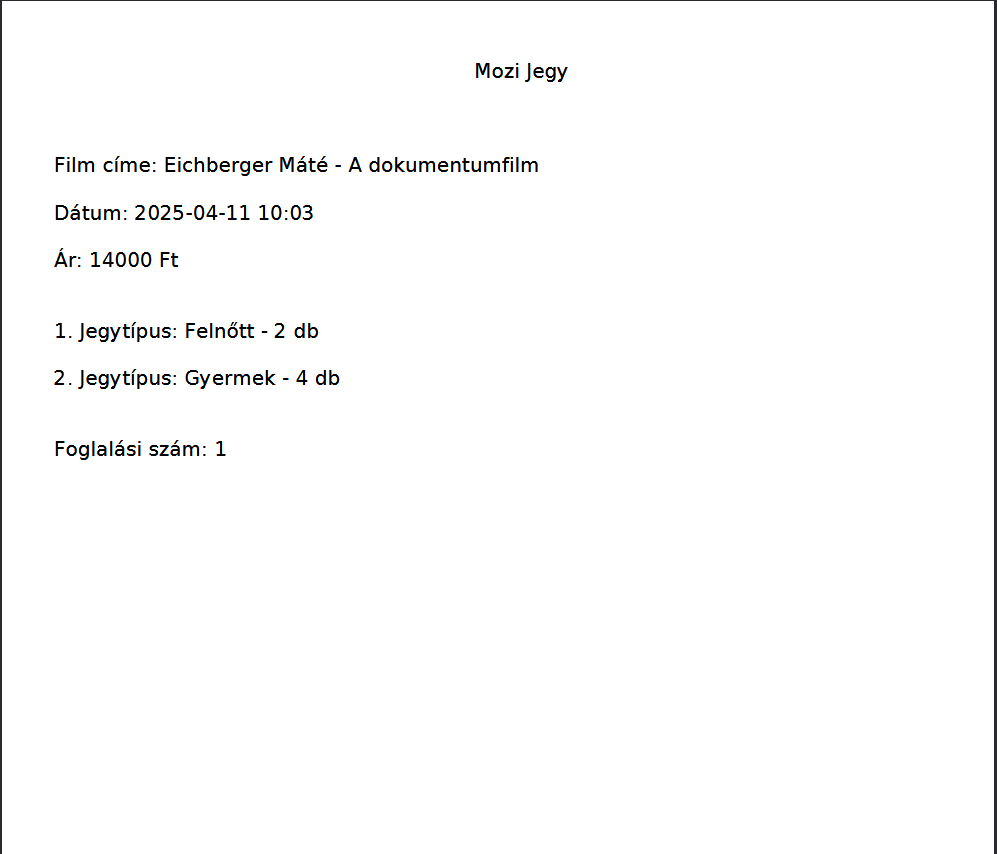 Mozi Jegy
Film címe: Eichberger Máté - A dokumentumfilm
Dátum: 2025-04-11 10:03
Ár: 14000 Ft
1. Jegytípus: Felnőtt - 2 db
2. Jegytípus: Gyermek - 4 db
Foglalási szám: 1